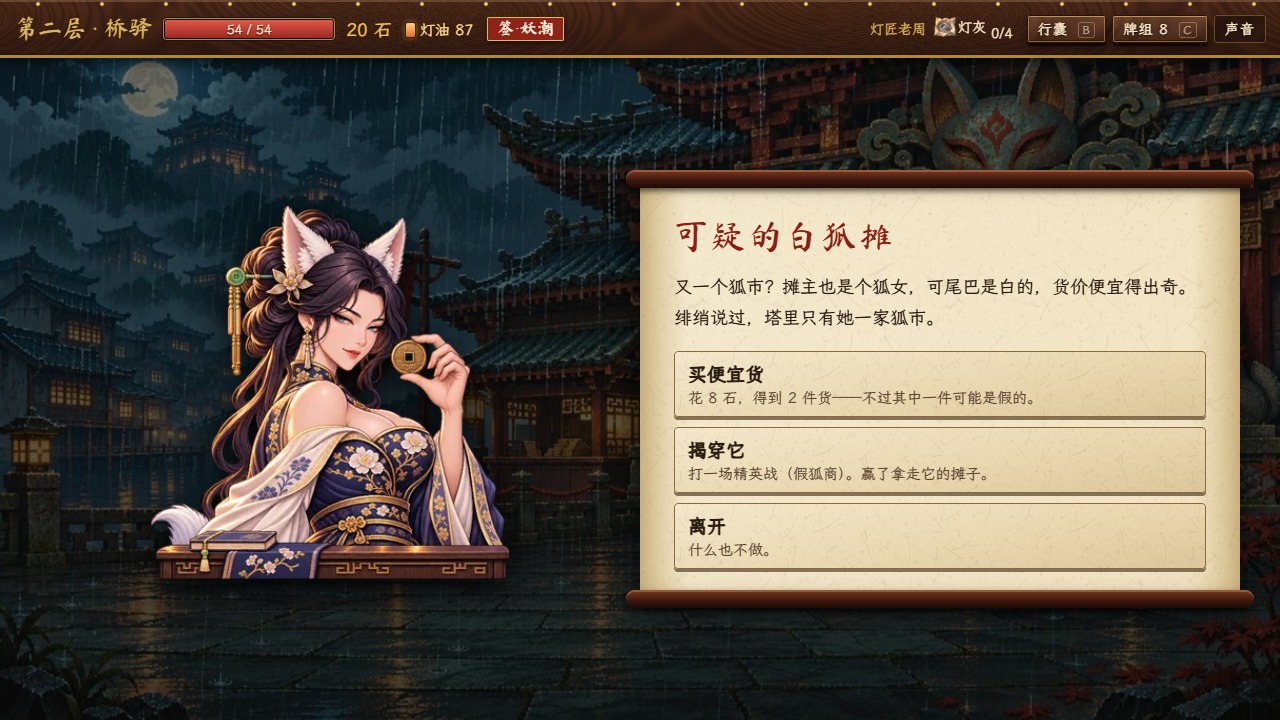 第二层·桥驿 54 / 54 20 石 灯油 87 签·妖潮 灯匠老周 灯灰 0/4 行囊 B 牌组 8 C 声音
可疑的白狐摊
又一个狐市？摊主也是个狐女，可尾巴是白的，货价便宜得出奇。
绯绡说过，塔里只有她一家狐市。
买便宜货
花 8 石，得到 2 件货——不过其中一件可能是假的。
揭穿它
打一场精英战（假狐商）。赢了拿走它的摊子。
离开
什么也不做。